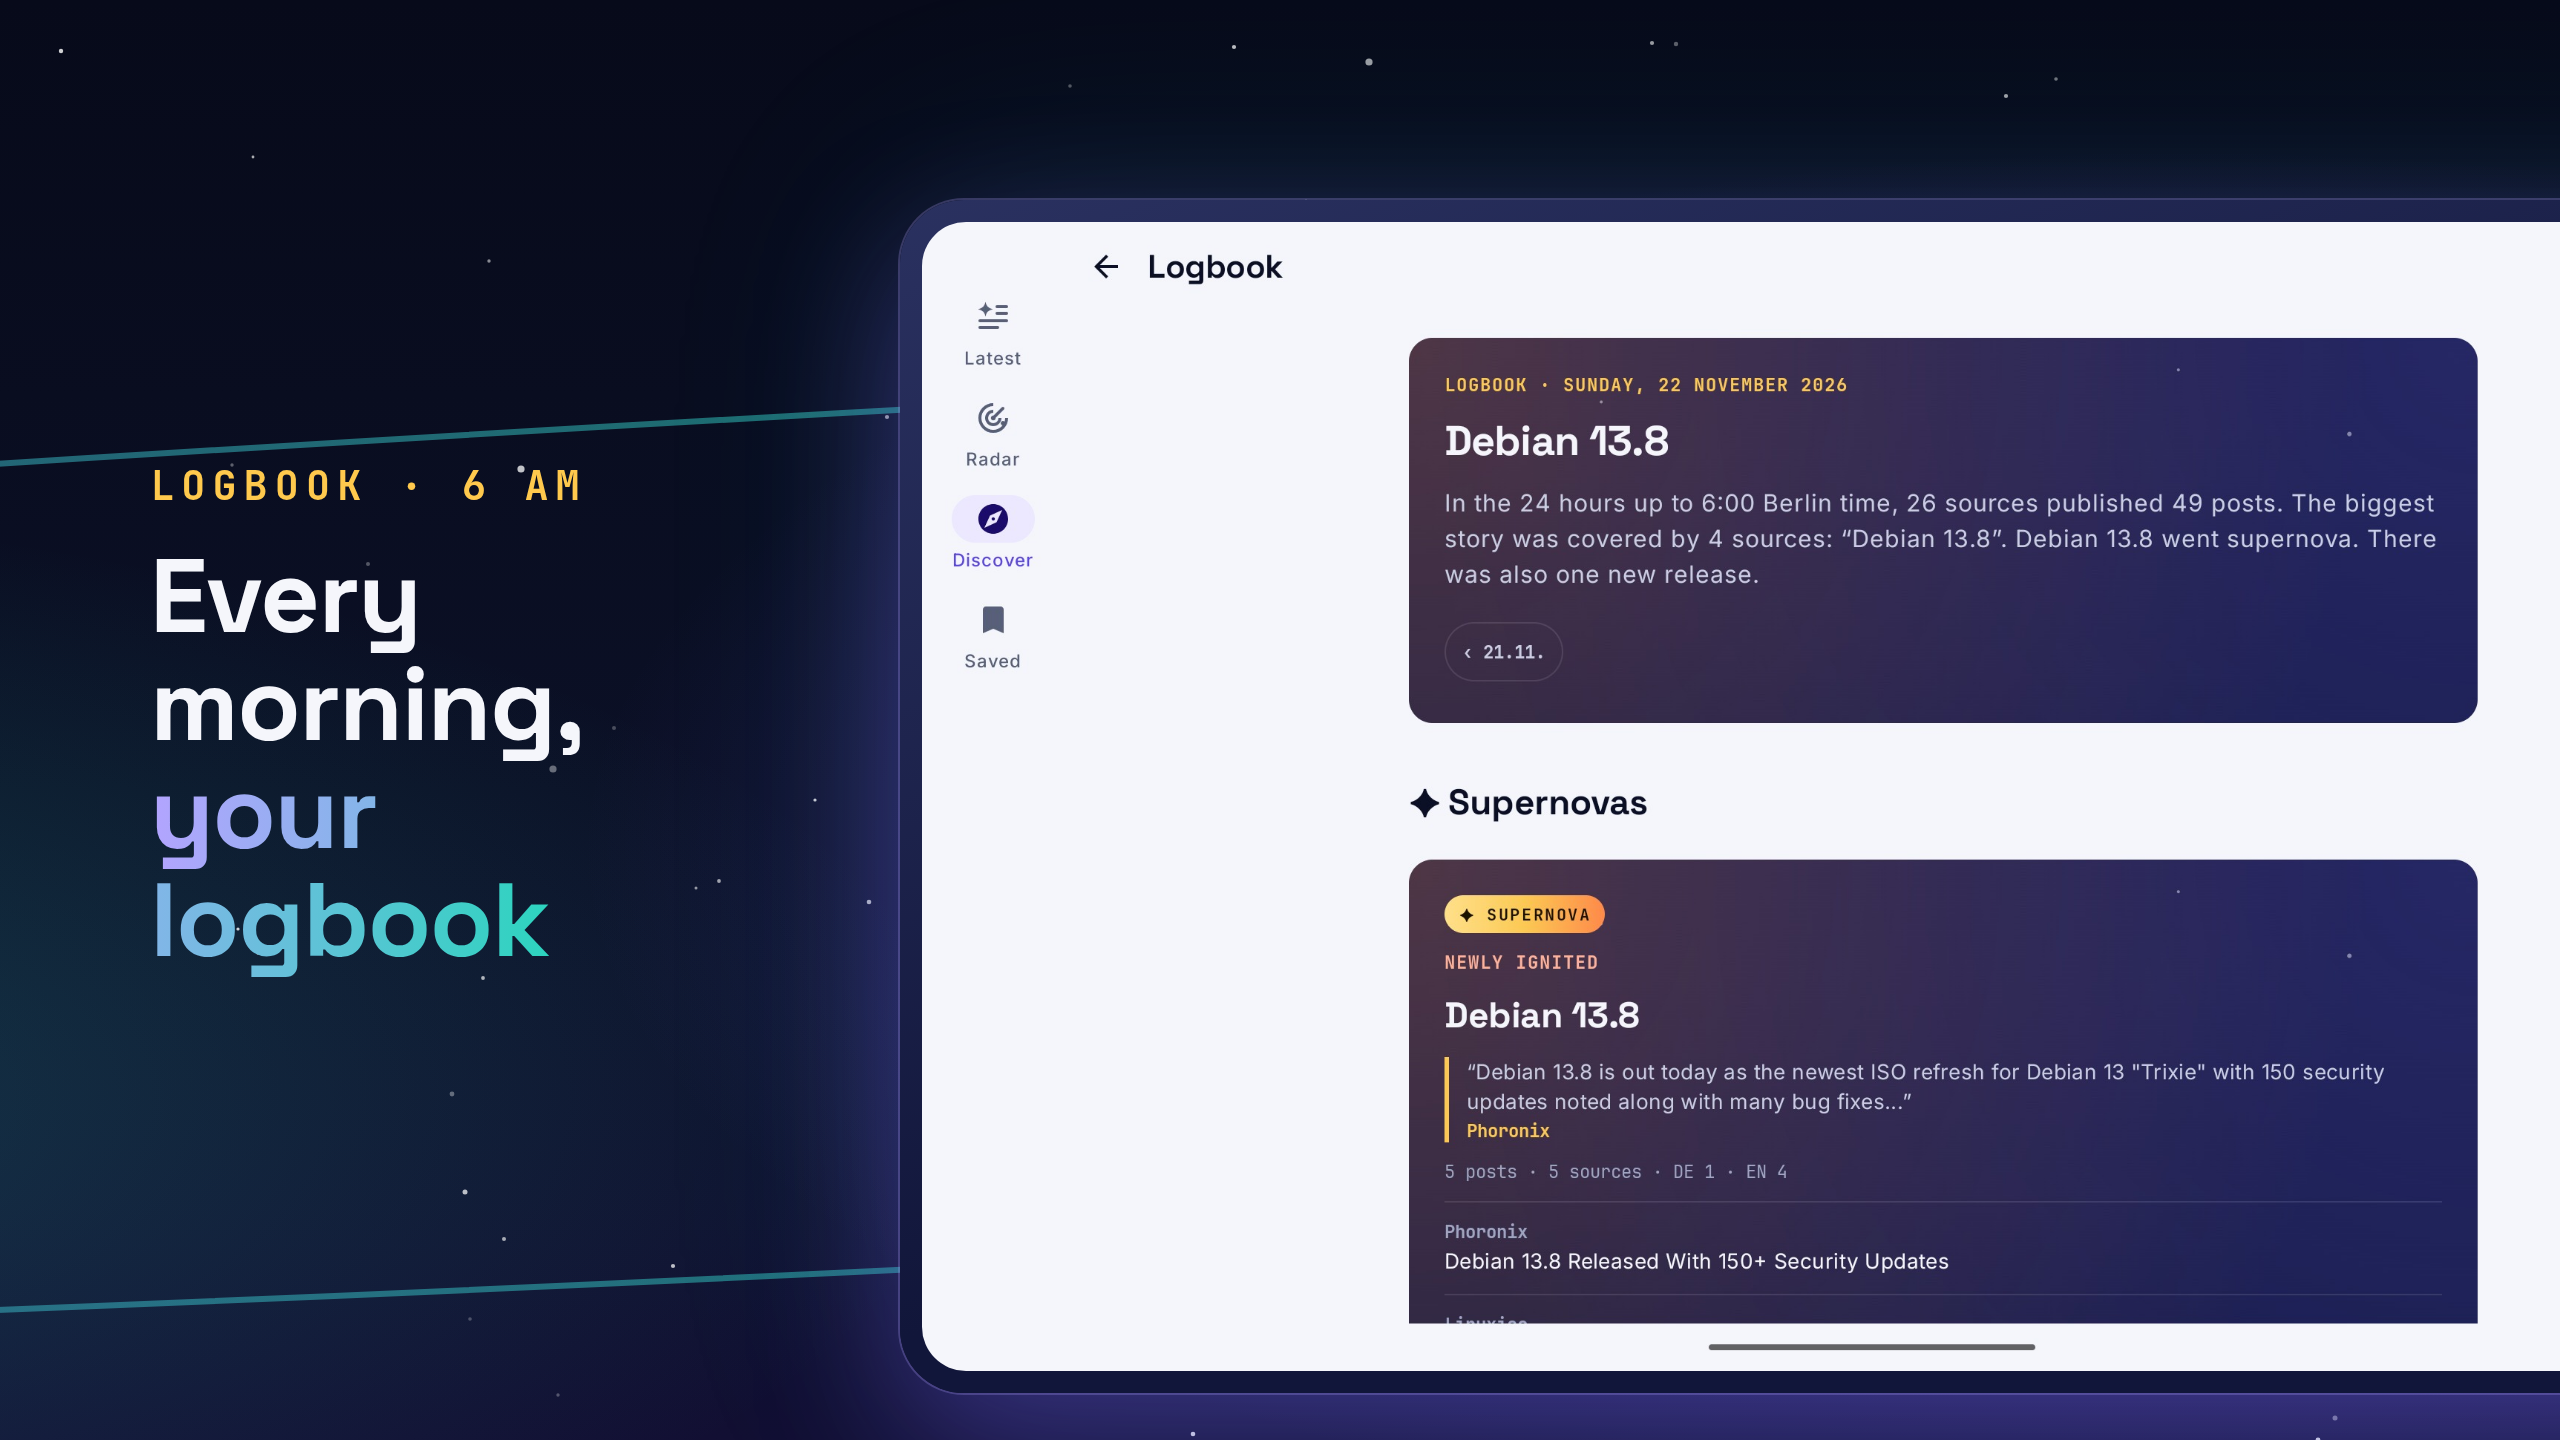 LOGBOOK · 6 AM
Every
morning,
your
logbook
Logbook
Latest
Radar
Discover
Saved
LOGBOOK · SUNDAY, 22 NOVEMBER 2026
Debian 13.8
In the 24 hours up to 6:00 Berlin time, 26 sources published 49 posts. The biggest
story was covered by 4 sources: “Debian 13.8”. Debian 13.8 went supernova. There
was also one new release.
‹ 21.11.
Supernovas
SUPERNOVA
NEWLY IGNITED
Debian 13.8
“Debian 13.8 is out today as the newest ISO refresh for Debian 13 "Trixie" with 150 security
updates noted along with many bug fixes...”
Phoronix
5 posts · 5 sources · DE 1 · EN 4
Phoronix
Debian 13.8 Released With 150+ Security Updates